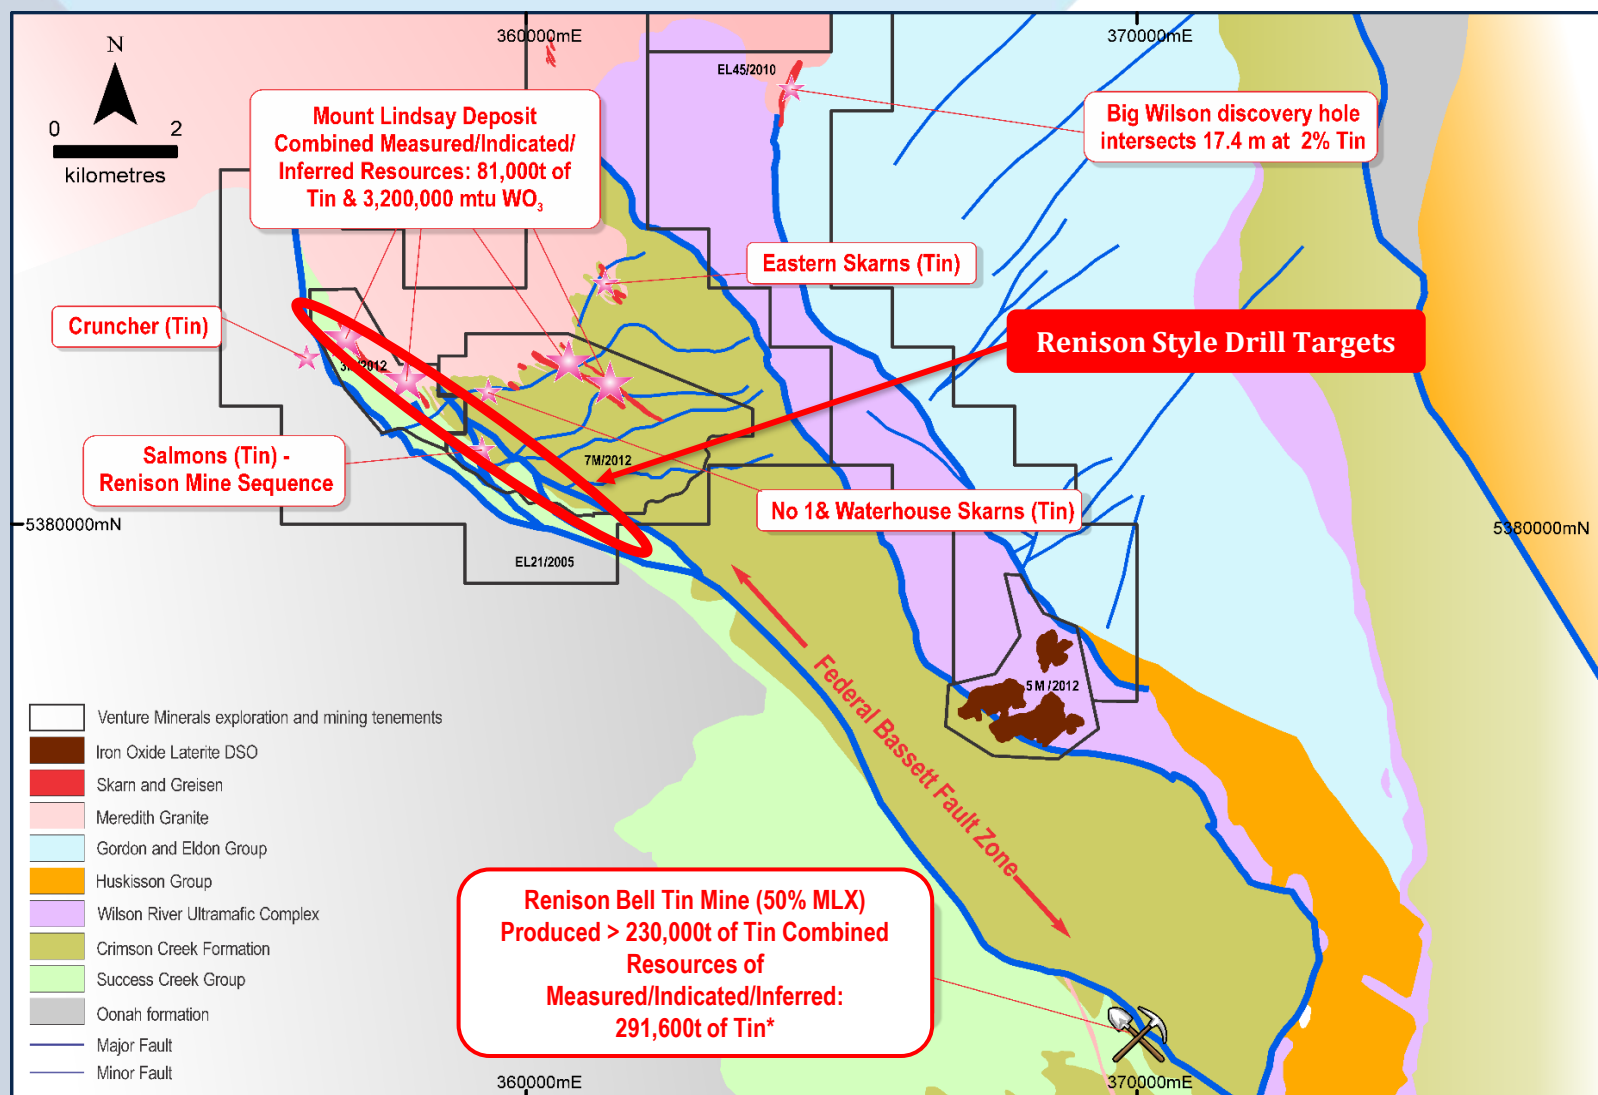 360000mE
370000mE
N
0 2
kilometres
EL45/2010
Mount Lindsay Deposit
Combined Measured/Indicated/
Inferred Resources: 81,000t of
Tin & 3,200,000 mtu WO₃
Big Wilson discovery hole
intersects 17.4 m at 2% Tin
Eastern Skarns (Tin)
Cruncher (Tin)
Renison Style Drill Targets
Salmons (Tin) -
Renison Mine Sequence
7M/2012
No 1& Waterhouse Skarns (Tin)
5380000mN
5380000mN
EL21/2005
Federal Bassett Fault Zone
5 M /2012
Venture Minerals exploration and mining tenements
Iron Oxide Laterite DSO
Skarn and Greisen
Meredith Granite
Gordon and Eldon Group
Huskisson Group
Wilson River Ultramafic Complex
Crimson Creek Formation
Success Creek Group
Oonah formation
Major Fault
Minor Fault
Renison Bell Tin Mine (50% MLX)
Produced > 230,000t of Tin Combined
Resources of
Measured/Indicated/Inferred:
291,600t of Tin*
360000mE
370000mE